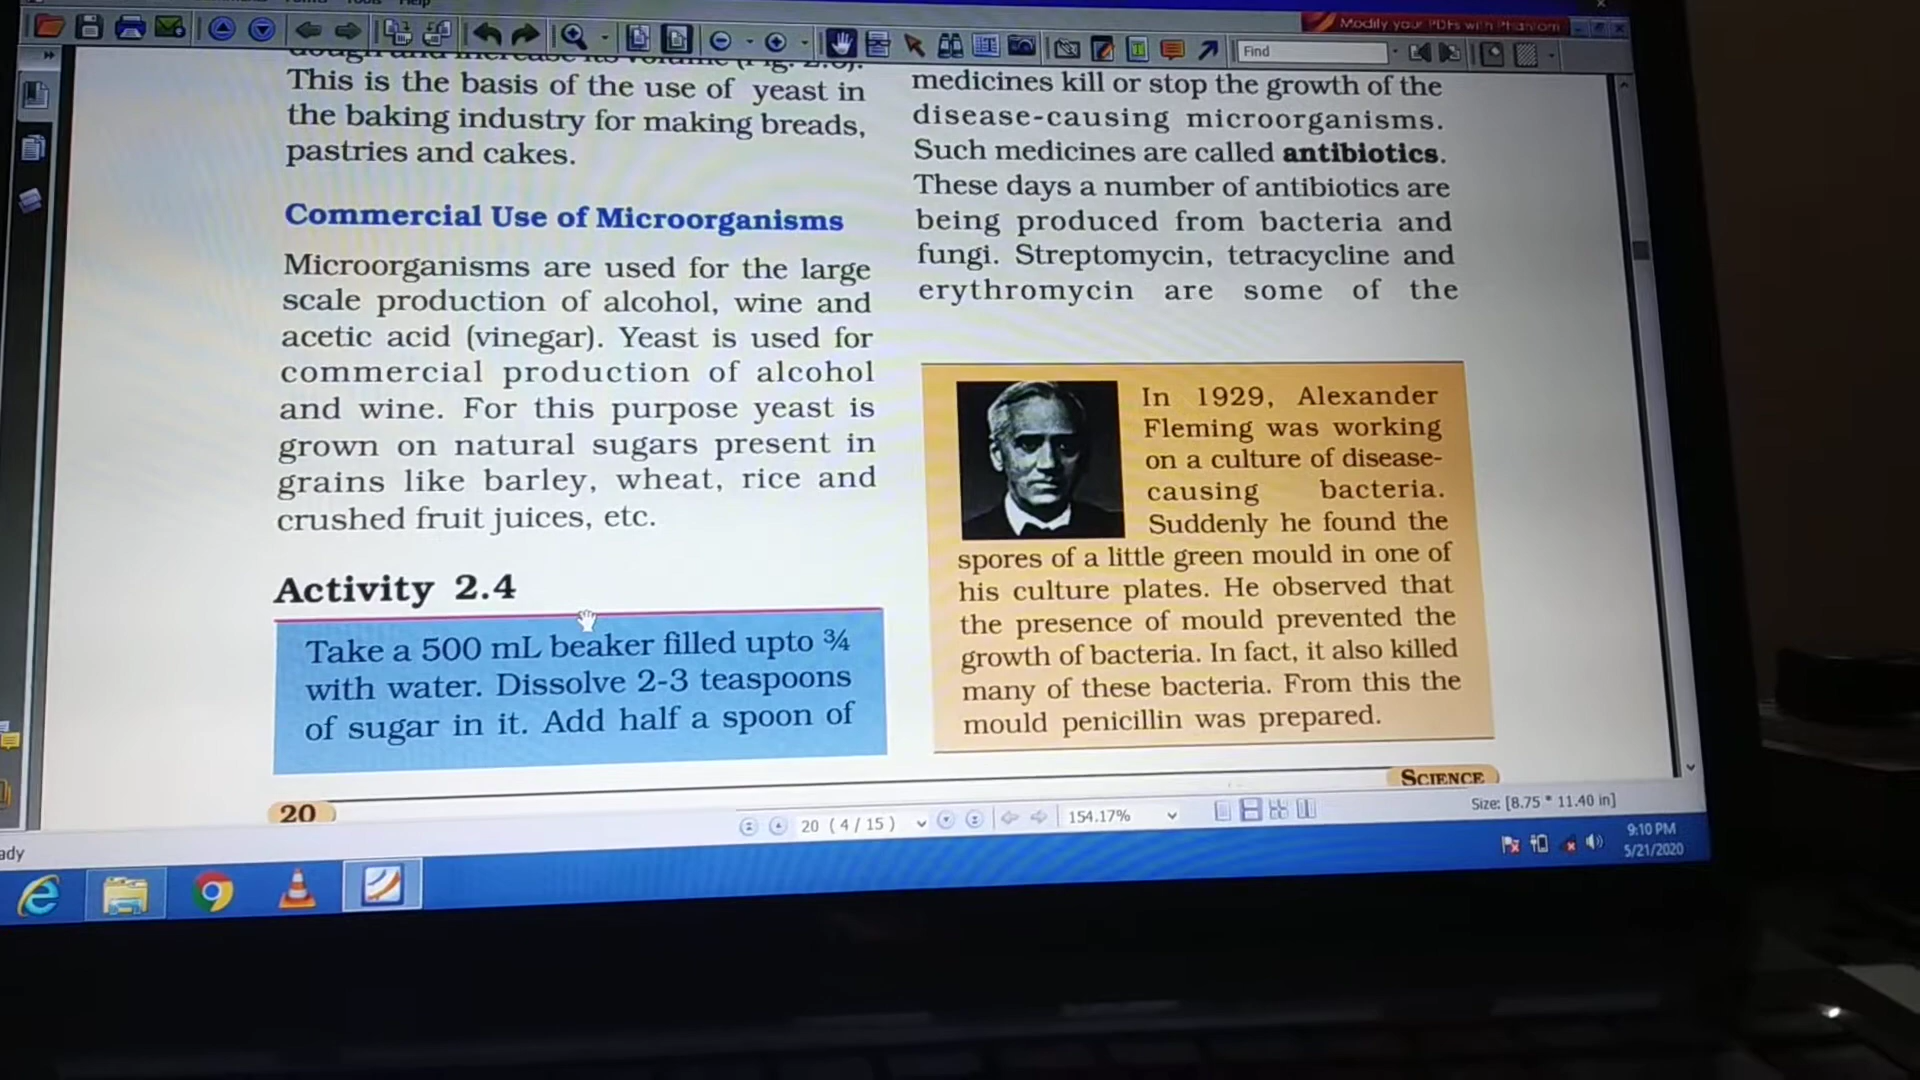 Help
Modify your PDFs with Phantom
Find
dough and increase its volume (Fig. 2.6).
This is the basis of the use of yeast in
the baking industry for making breads,
pastries and cakes.
Commercial Use of Microorganisms
Microorganisms are used for the large
scale production of alcohol, wine and
acetic acid (vinegar). Yeast is used for
commercial production of alcohol
and wine. For this purpose yeast is
grown on natural sugars present in
grains like barley, wheat, rice and
crushed fruit juices, etc.
Activity 2.4
Take a 500 mL beaker filled upto ¾
with water. Dissolve 2-3 teaspoons
of sugar in it. Add half a spoon of
medicines kill or stop the growth of the
disease-causing microorganisms.
Such medicines are called antibiotics.
These days a number of antibiotics are
being produced from bacteria and
fungi. Streptomycin, tetracycline and
erythromycin are some of the
In 1929, Alexander
Fleming was working
on a culture of disease-
causing bacteria.
Suddenly he found the
spores of a little green mould in one of
his culture plates. He observed that
the presence of mould prevented the
growth of bacteria. In fact, it also killed
many of these bacteria. From this the
mould penicillin was prepared.
SCIENCE
20
20 ( 4 / 15 )
154.17%
Size: [8.75 * 11.40 in]
ady
9:10 PM
5/21/2020